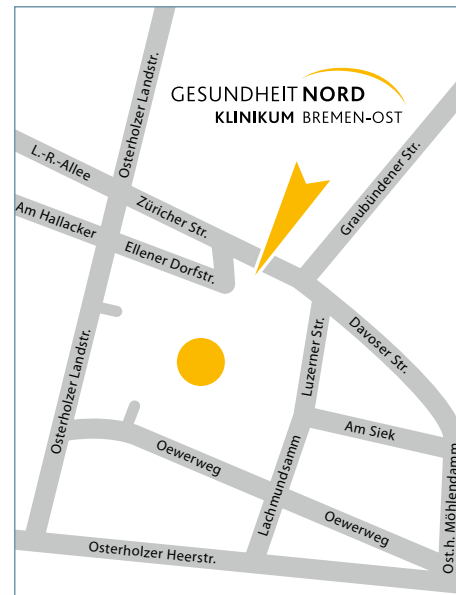 GESUNDHEIT NORD
KLINIKUM BREMEN-OST
Osterholzer Landstr.
L.-R.-Allee
Züricher Str.
Graubündener Str.
Am Hallacker
Ellener Dorfstr.
Luzerner Str.
Davoser Str.
Osterholzer Landstr.
Am Siek
Oewerweg
Lachmundsamm
Oewerweg
Ost.h. Möhlendamm
Osterholzer Heerstr.